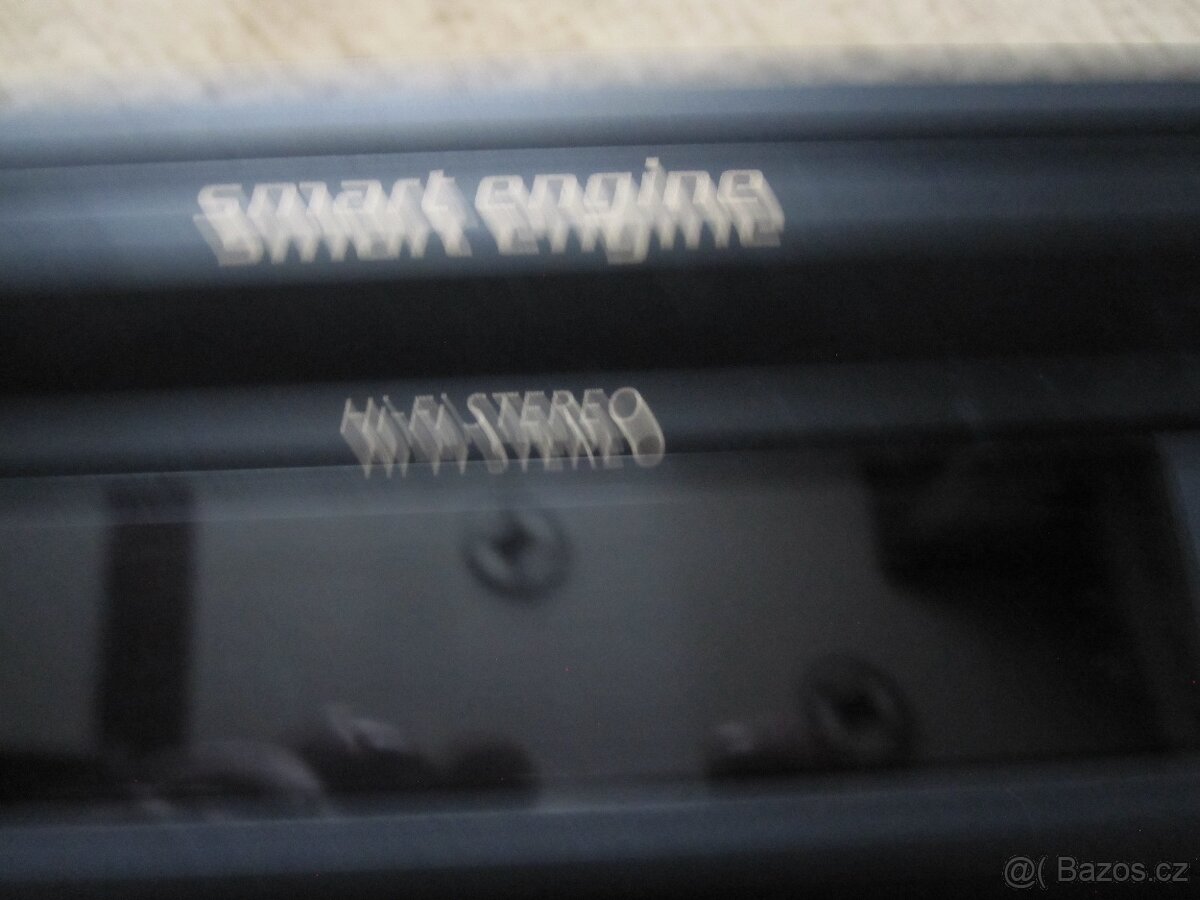 smart engine
Hi-Fi-STEREO
@( Bazos.cz